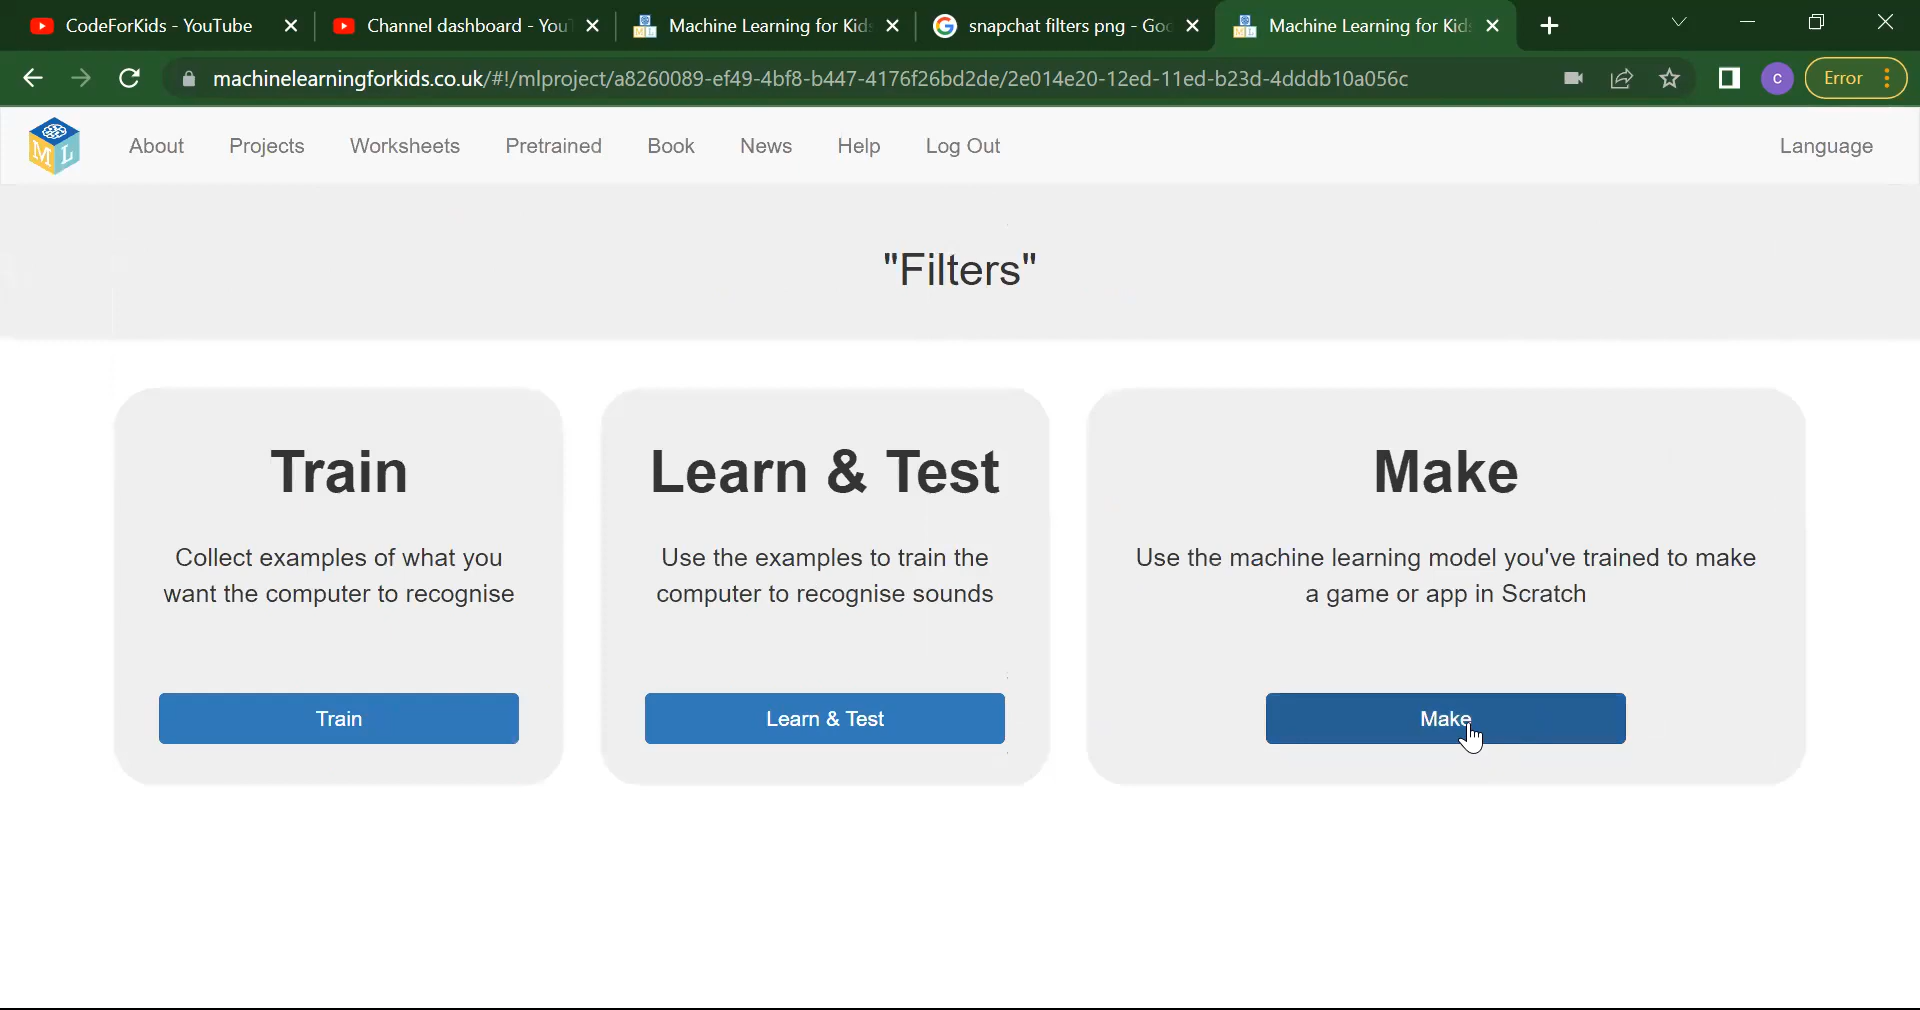 CodeForKids - YouTube
Channel dashboard - You
Machine Learning for Kids
snapchat filters png - Goo
Machine Learning for Kids
machinelearningforkids.co.uk/#!/mlproject/a8260089-ef49-4bf8-b447-4176f26bd2de/2e014e20-12ed-11ed-b23d-4dddb10a056c
C
Error
M L
About
Projects
Worksheets
Pretrained
Book
News
Help
Log Out
Language
"Filters"
Train
Collect examples of what you
want the computer to recognise
Train
Learn & Test
Use the examples to train the
computer to recognise sounds
Learn & Test
Make
Use the machine learning model you've trained to make
a game or app in Scratch
Make